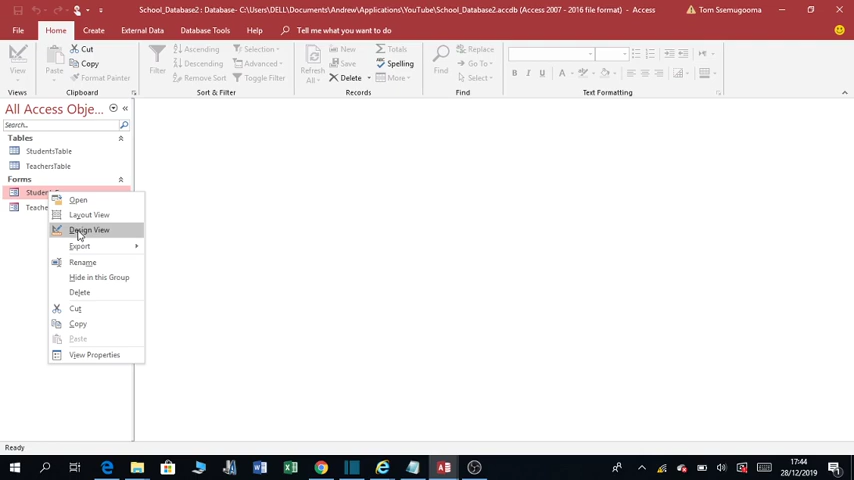 School_Database2 : Database- C:\Users\DELL\Documents\Andrew\Applications\YouTube\School_Database2.accdb (Access 2007 - 2016 file format) - Access
Tom Ssemugooma
File Home Create External Data Database Tools Help Tell me what you want to do
View
Views
Paste
Cut
Copy
Format Painter
Clipboard
Filter
Ascending
Descending
Remove Sort
Selection
Advanced
Toggle Filter
Sort & Filter
Refresh All
New
Save
Delete
Totals
Spelling
More
Records
Find
Replace
Go To
Select
Find
B I U A
Text Formatting
All Access Obje...
Search...
Tables
StudentsTable
TeachersTable
Forms
Studen
Teache
Open
Layout View
Design View
Export
Rename
Hide in this Group
Delete
Cut
Copy
Paste
View Properties
Ready
17:44
28/12/2019